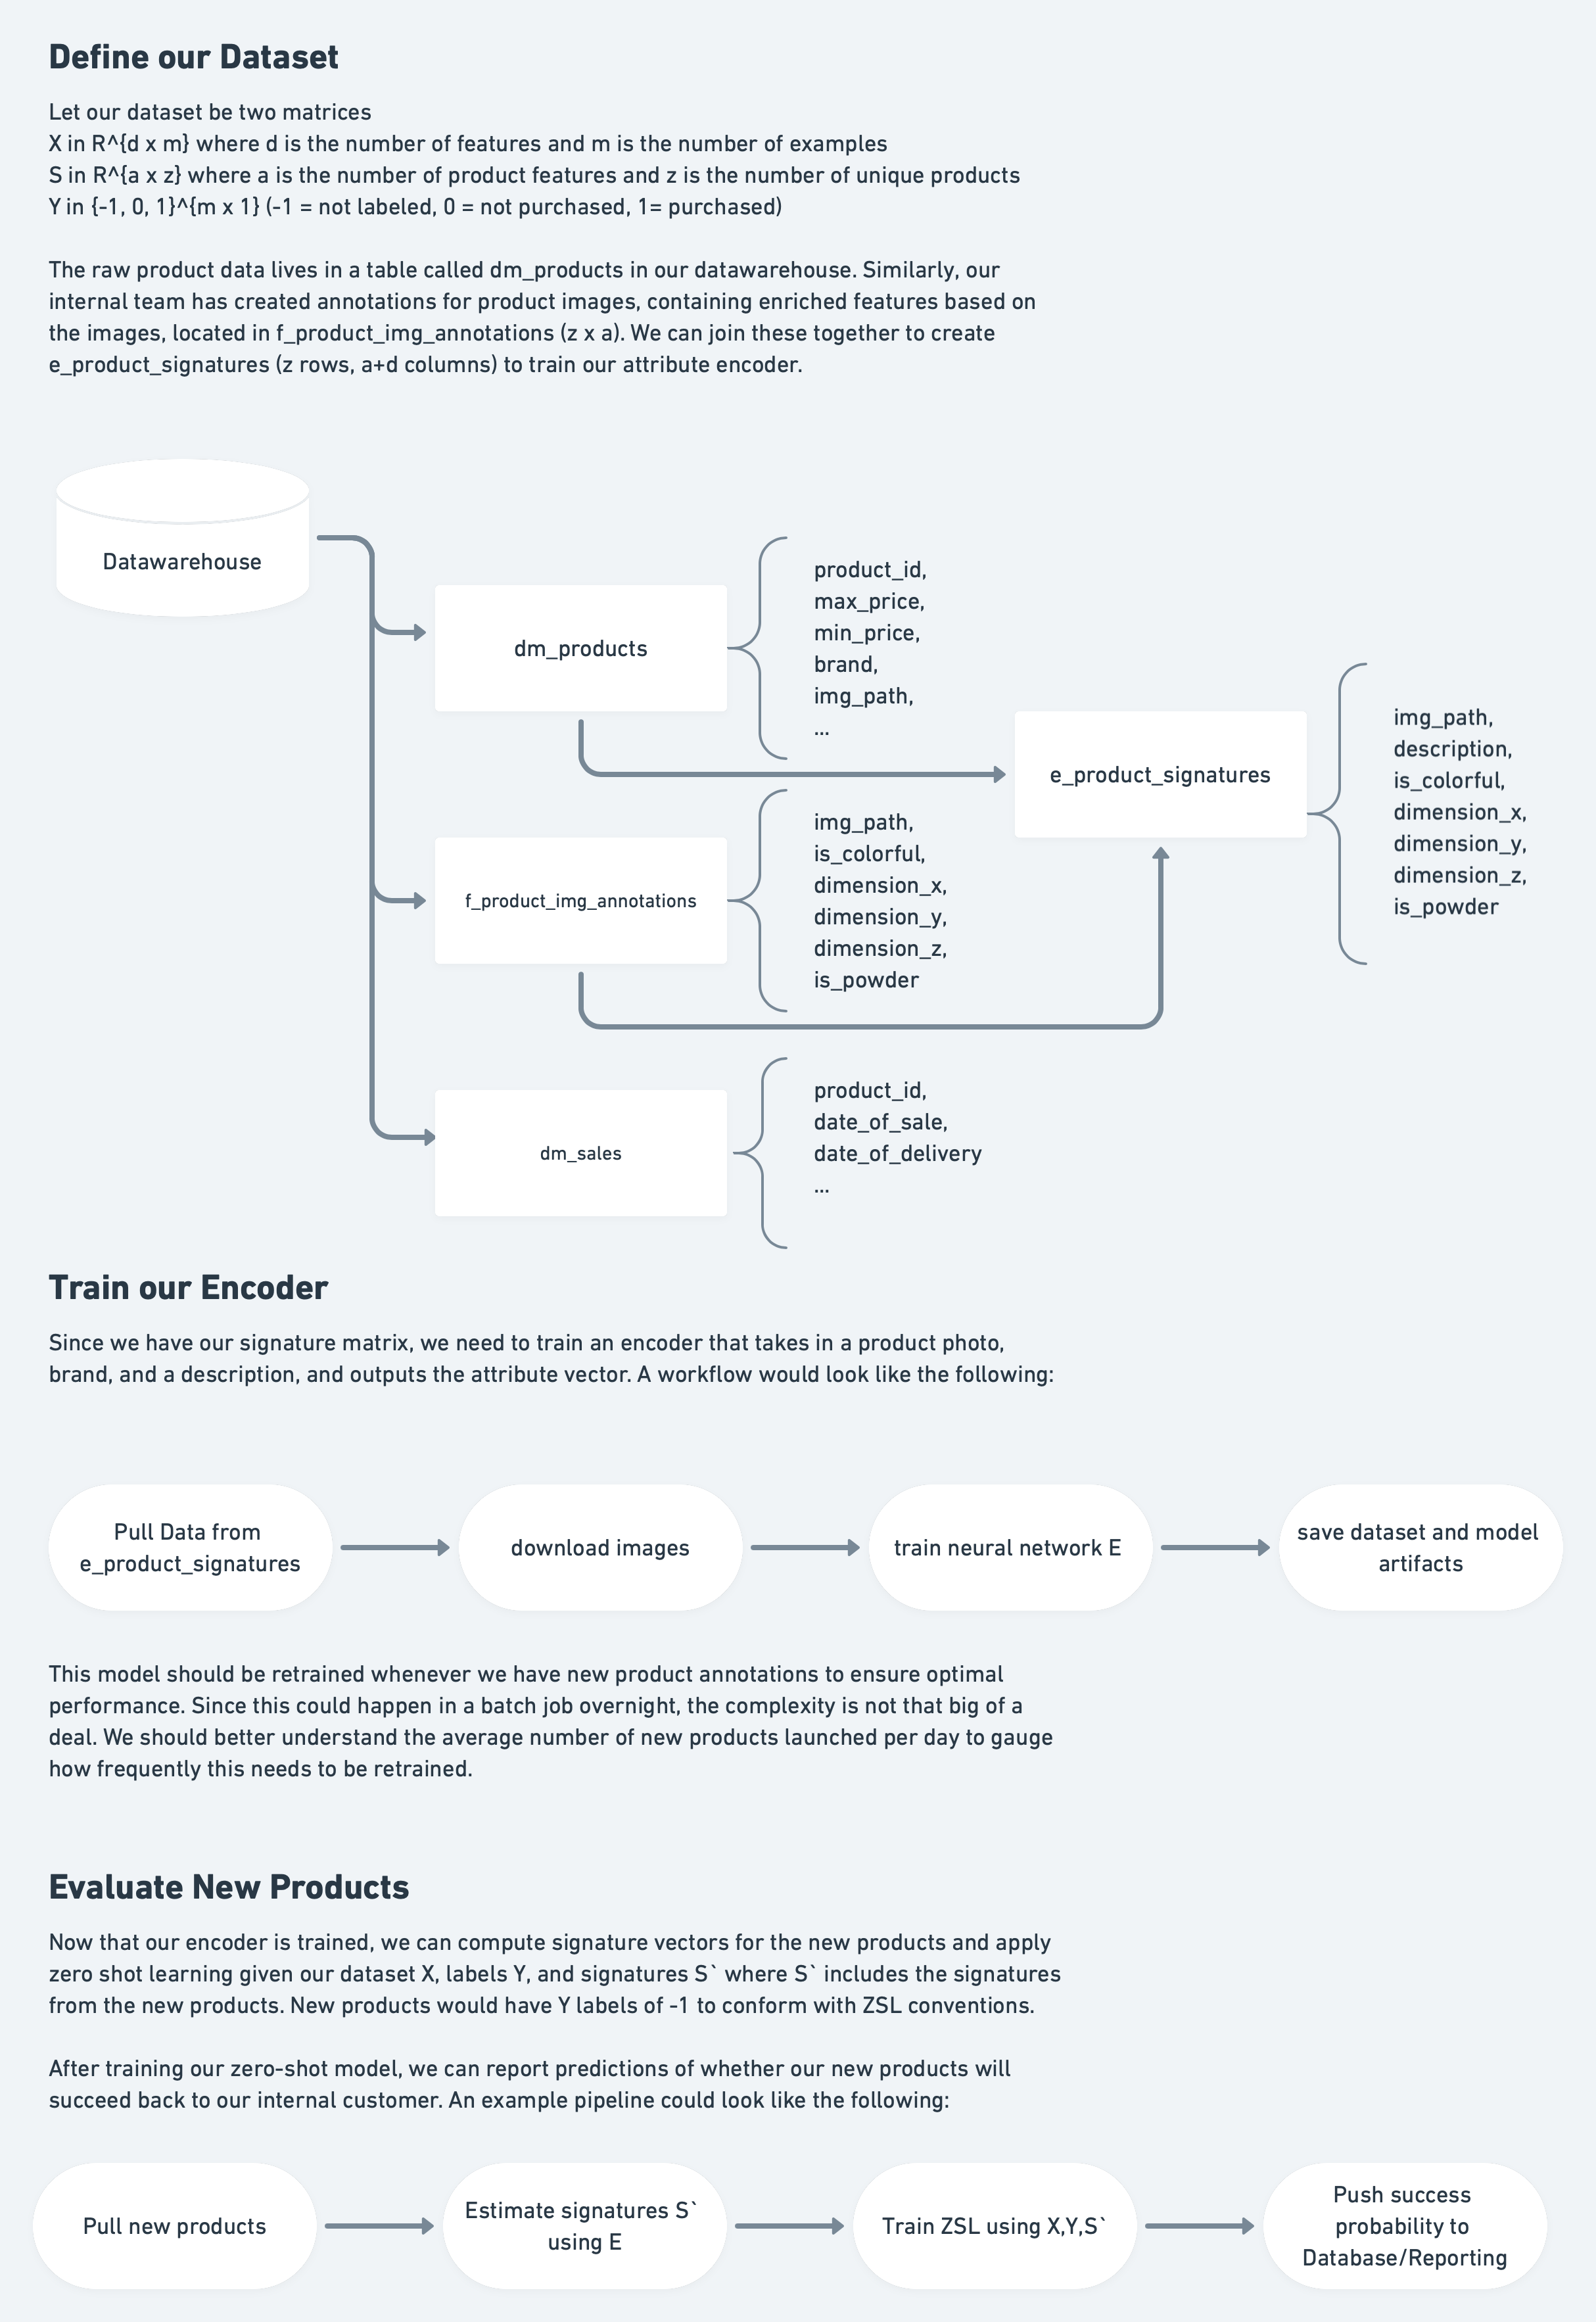 Define our Dataset
Let our dataset be two matrices
X in R^{d x m} where d is the number of features and m is the number of examples
S in R^{a x z} where a is the number of product features and z is the number of unique products
Y in {-1, 0, 1}^{m x 1} (-1 = not labeled, 0 = not purchased, 1= purchased)
The raw product data lives in a table called dm_products in our datawarehouse. Similarly, our
internal team has created annotations for product images, containing enriched features based on
the images, located in f_product_img_annotations (z x a). We can join these together to create
e_product_signatures (z rows, a+d columns) to train our attribute encoder.
Datawarehouse
dm_products
product_id,
max_price,
min_price,
brand,
img_path,
...
f_product_img_annotations
img_path,
is_colorful,
dimension_x,
dimension_y,
dimension_z,
is_powder
e_product_signatures
img_path,
description,
is_colorful,
dimension_x,
dimension_y,
dimension_z,
is_powder
dm_sales
product_id,
date_of_sale,
date_of_delivery
...
Train our Encoder
Since we have our signature matrix, we need to train an encoder that takes in a product photo,
brand, and a description, and outputs the attribute vector. A workflow would look like the following:
Pull Data from
e_product_signatures
download images
train neural network E
save dataset and model
artifacts
This model should be retrained whenever we have new product annotations to ensure optimal
performance. Since this could happen in a batch job overnight, the complexity is not that big of a
deal. We should better understand the average number of new products launched per day to gauge
how frequently this needs to be retrained.
Evaluate New Products
Now that our encoder is trained, we can compute signature vectors for the new products and apply
zero shot learning given our dataset X, labels Y, and signatures S` where S` includes the signatures
from the new products. New products would have Y labels of -1 to conform with ZSL conventions.
After training our zero-shot model, we can report predictions of whether our new products will
succeed back to our internal customer. An example pipeline could look like the following:
Pull new products
Estimate signatures S`
using E
Train ZSL using X,Y,S`
Push success
probability to
Database/Reporting